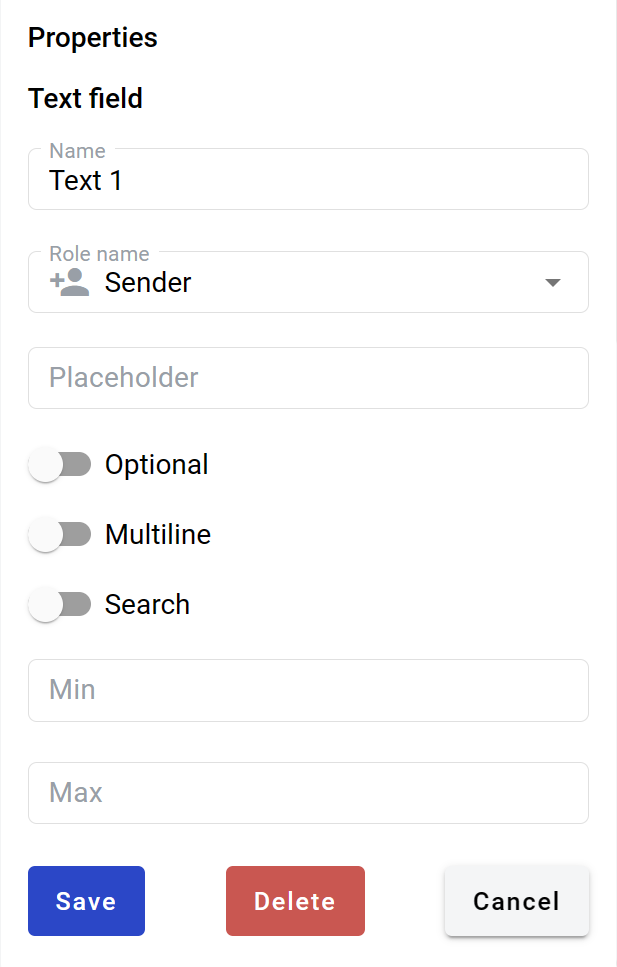 Properties
Text field
Name
Text 1
Role name
Sender
Placeholder
Optional
Multiline
Search
Min
Max
Save Delete Cancel